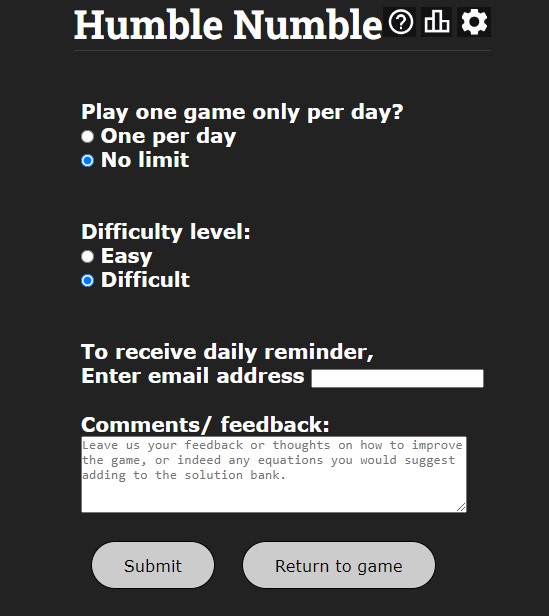 Humble Numble
Play one game only per day?
One per day
No limit
Difficulty level:
Easy
Difficult
To receive daily reminder,
Enter email address
Comments/ feedback:
Leave us your feedback or thoughts on how to improve
the game, or indeed any equations you would suggest
adding to the solution bank.
Submit
Return to game